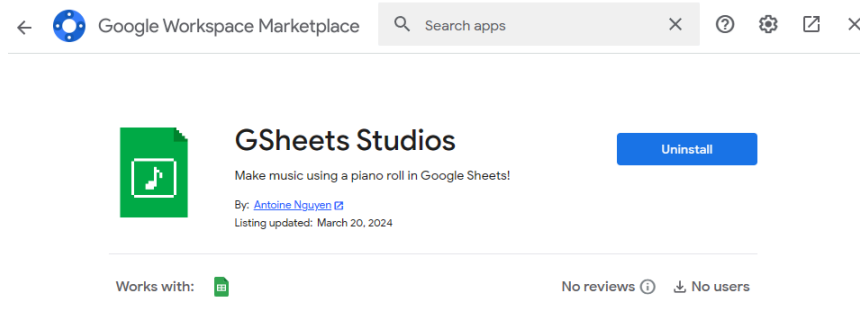 Google Workspace Marketplace
Search apps
GSheets Studios
Uninstall
Make music using a piano roll in Google Sheets!
By: Antoine Nguyen
Listing updated: March 20, 2024
Works with:
No reviews
No users